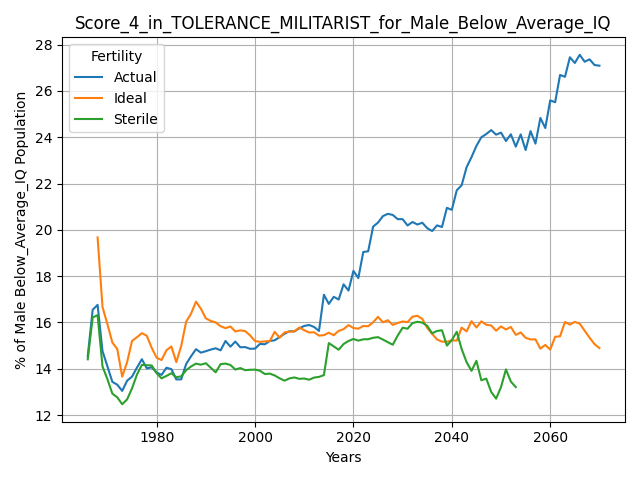 Score_4_in_TOLERANCE_MILITARIST_for_Male_Below_Average_IQ
% of Male Below_Average_IQ Population
28
26
24
22
20
18
16
14
12
Fertility
Actual
Ideal
Sterile
1980
2000
2020
2040
2060
Years